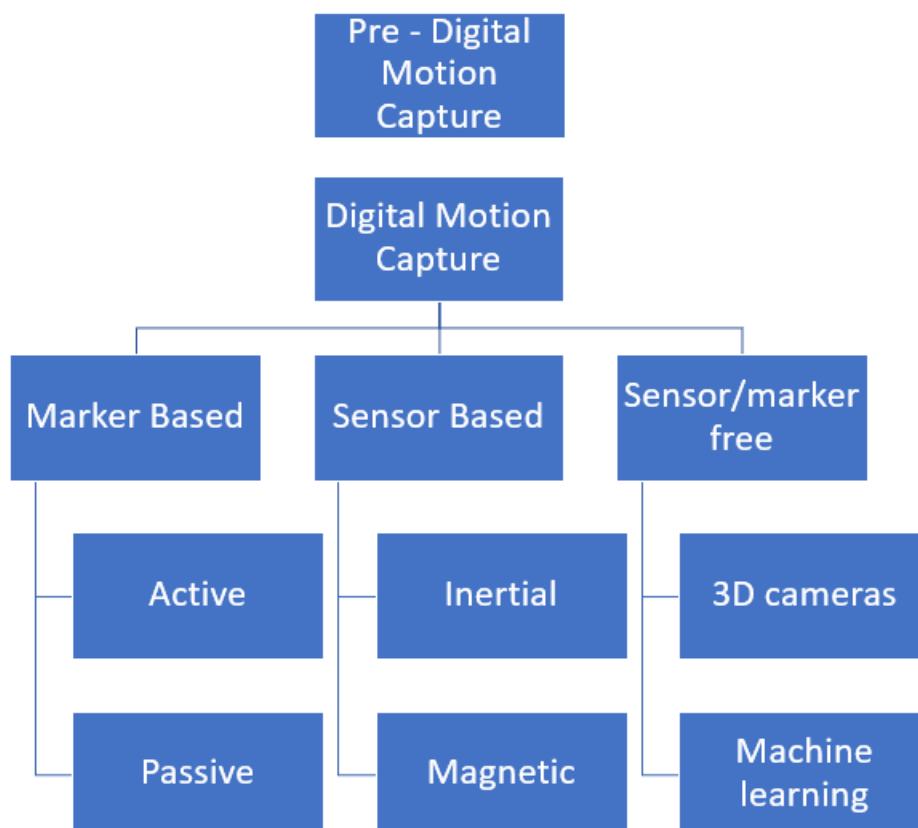 Pre - Digital
Motion
Capture
Digital Motion
Capture
Marker Based
Sensor Based
Sensor/marker
free
Active
Inertial
3D cameras
Passive
Magnetic
Machine
learning